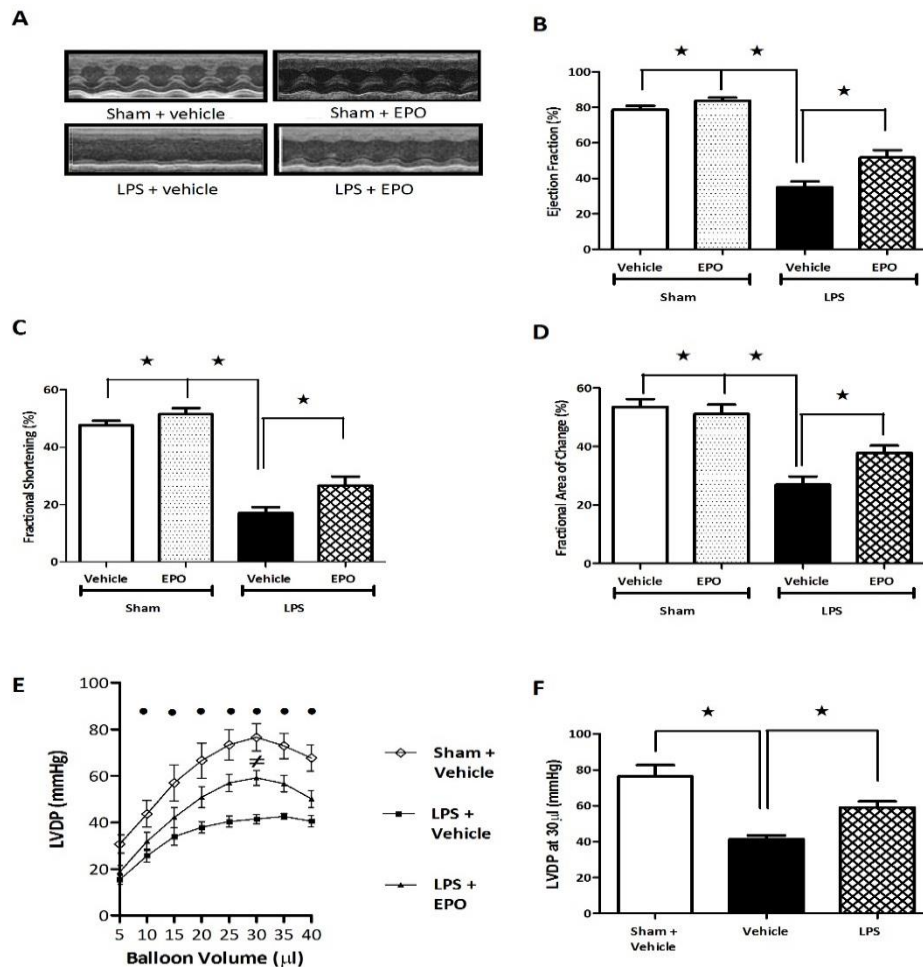 A
Sham + vehicle
Sham + EPO
LPS + vehicle
LPS + EPO
B
★ ★
★
Ejection Fraction (%)
100
80
60
40
20
0
Vehicle EPO Vehicle EPO
Sham LPS
C
★ ★
★
Fractional Shortening (%)
60
40
20
0
Vehicle EPO Vehicle EPO
Sham LPS
D
★ ★
★
Fractional Area of Change (%)
60
40
20
0
Vehicle EPO Vehicle EPO
Sham LPS
E
LVDP (mmHg)
100
80
60
40
20
0
≠
5 10 15 20 25 30 35 40
Balloon Volume (µl)
Sham +
Vehicle
LPS +
Vehicle
LPS +
EPO
F
★ ★
LVDP at 30µl (mmHg)
100
80
60
40
20
0
Sham +
Vehicle
Vehicle
LPS